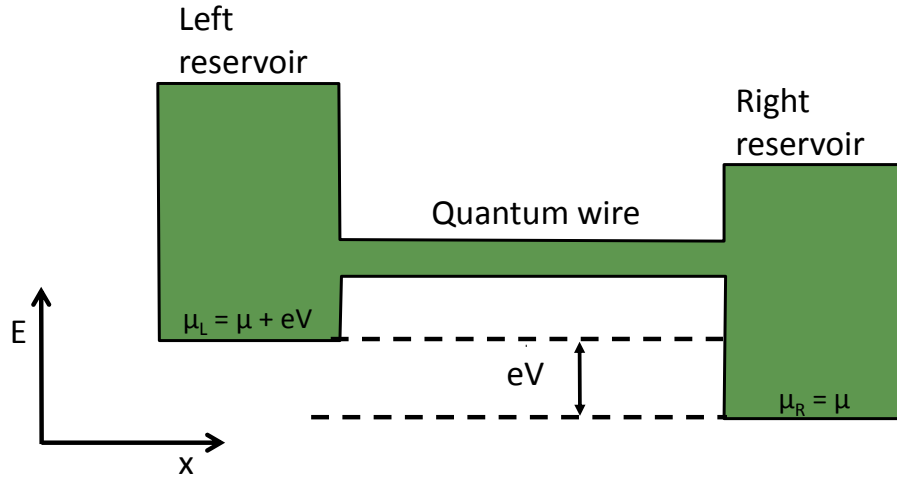 Left
reservoir
Right
reservoir
Quantum wire
μL = μ + eV
E
eV
μR = μ
x